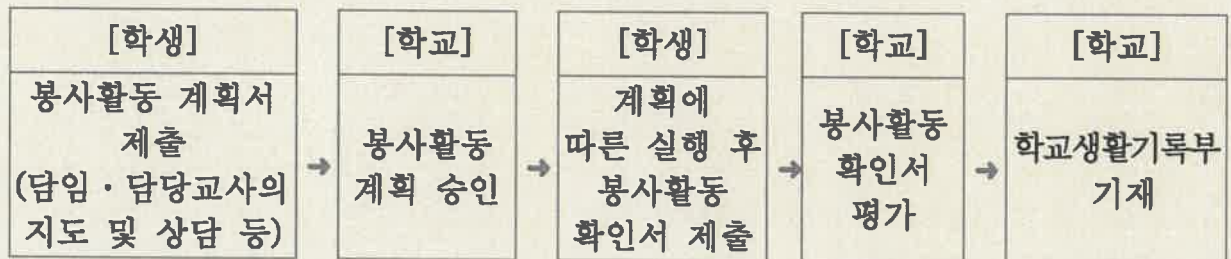 [학생]
봉사활동 계획서
제출
(담임·담당교사의
지도 및 상담 등)
→
[학교]
봉사활동
계획 승인
→
[학생]
계획에
따른 실행 후
봉사활동
확인서 제출
→
[학교]
봉사활동
확인서
평가
→
[학교]
학교생활기록부
기재